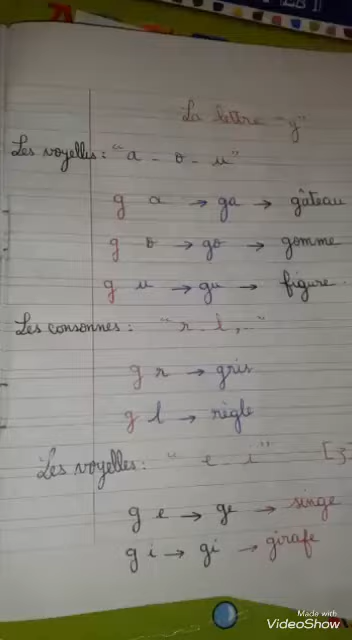 La lettre "g"
Les voyelles: "a - o - u"
g a → ga → gâteau
g o → go → gomme
g u → gu → figure.
Les consonnes: "r - l,.."
g r → gris
g l → règle
Les voyelles: "e - i" [ʒ]
g e → ge → singe
g i → gi → girafe
Made with
VideoShow